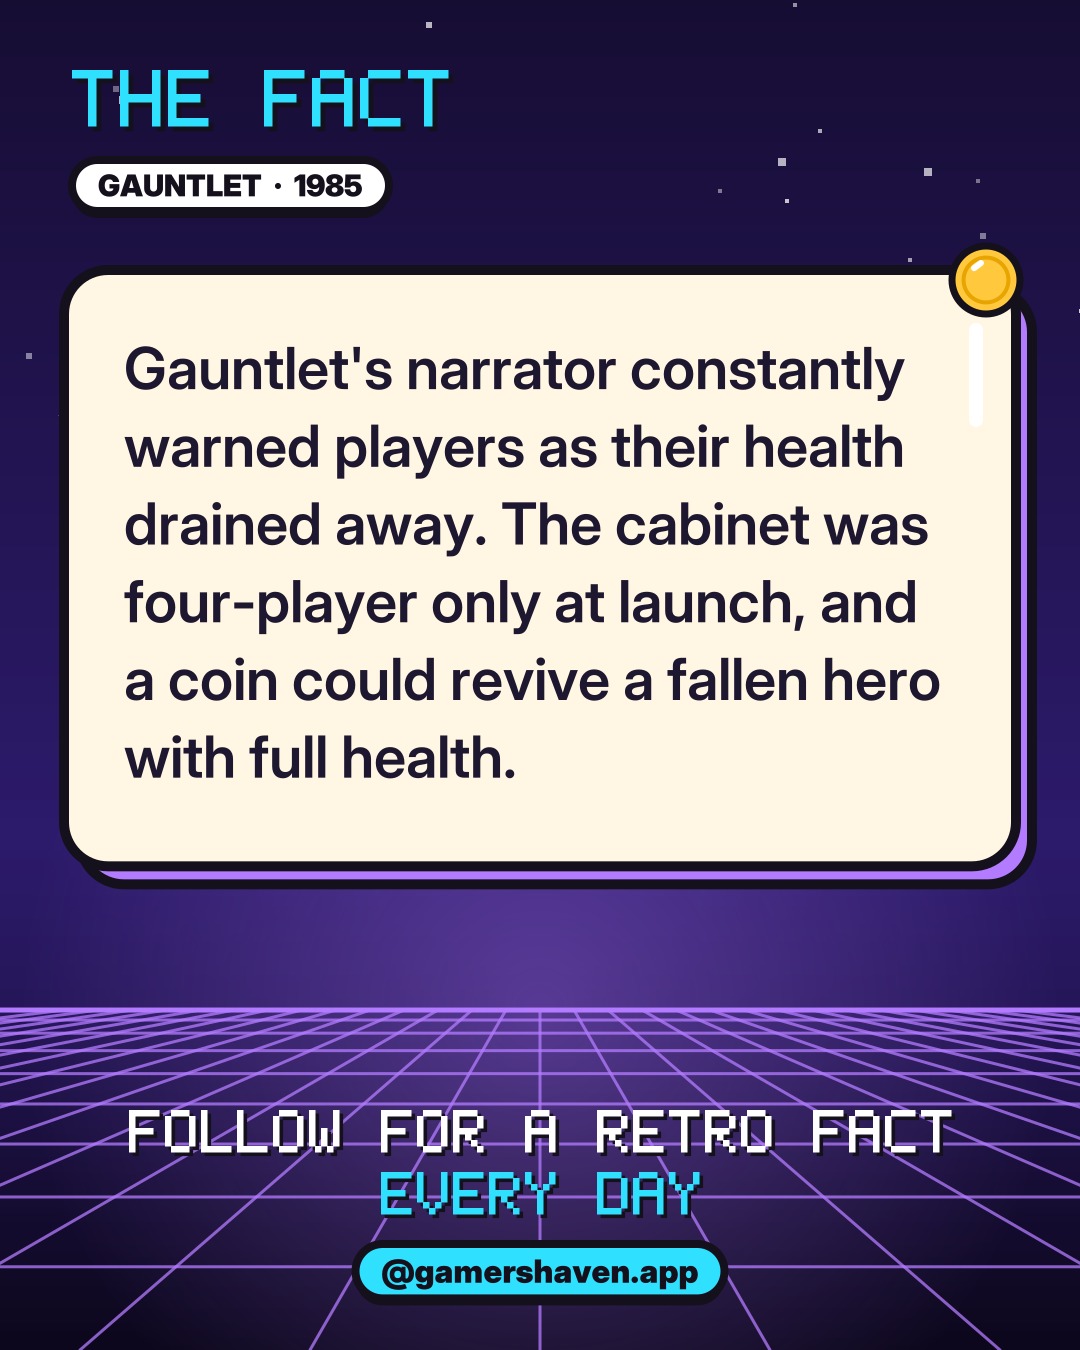 THE FACT
GAUNTLET · 1985
Gauntlet's narrator constantly
warned players as their health
drained away. The cabinet was
four-player only at launch, and
a coin could revive a fallen hero
with full health.
FOLLOW FOR A RETRO FACT
EVERY DAY
@gamershaven.app